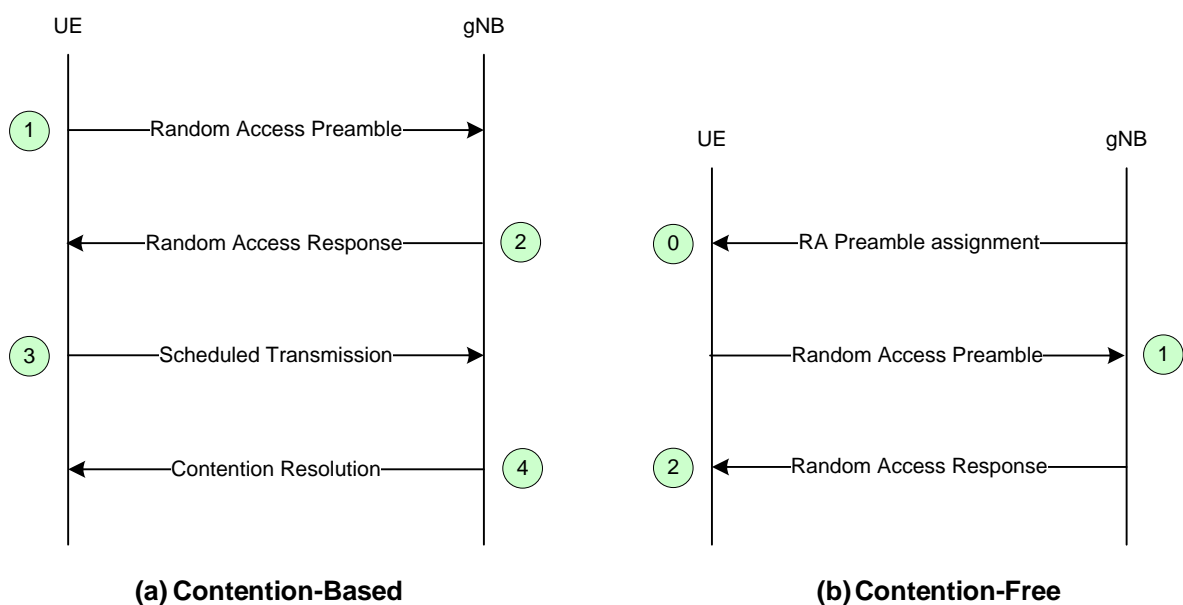 UE
gNB
1
Random Access Preamble
Random Access Response
2
3
Scheduled Transmission
Contention Resolution
4
(a) Contention-Based
UE
gNB
0
RA Preamble assignment
Random Access Preamble
1
2
Random Access Response
(b) Contention-Free